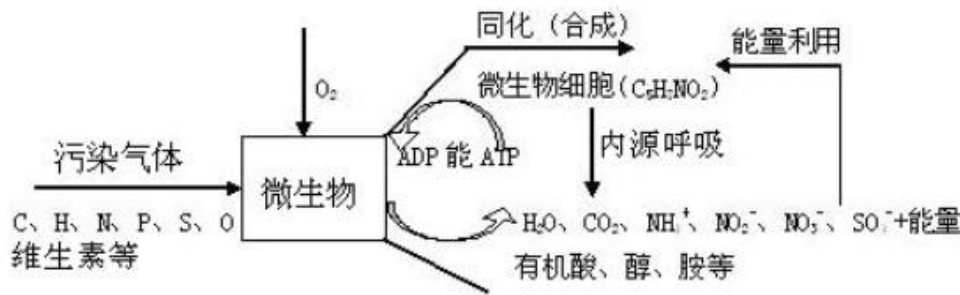 同化（合成）
能量利用
O₂
微生物细胞(C₅H₇NO₂)
污染气体
ADP 能 ATP
内源呼吸
微生物
C、H、N、P、S、O
H₂O、CO₂、NH₄⁺、NO₂⁻、NO₃⁻、SO₄⁻+能量
维生素等
有机酸、醇、胺等